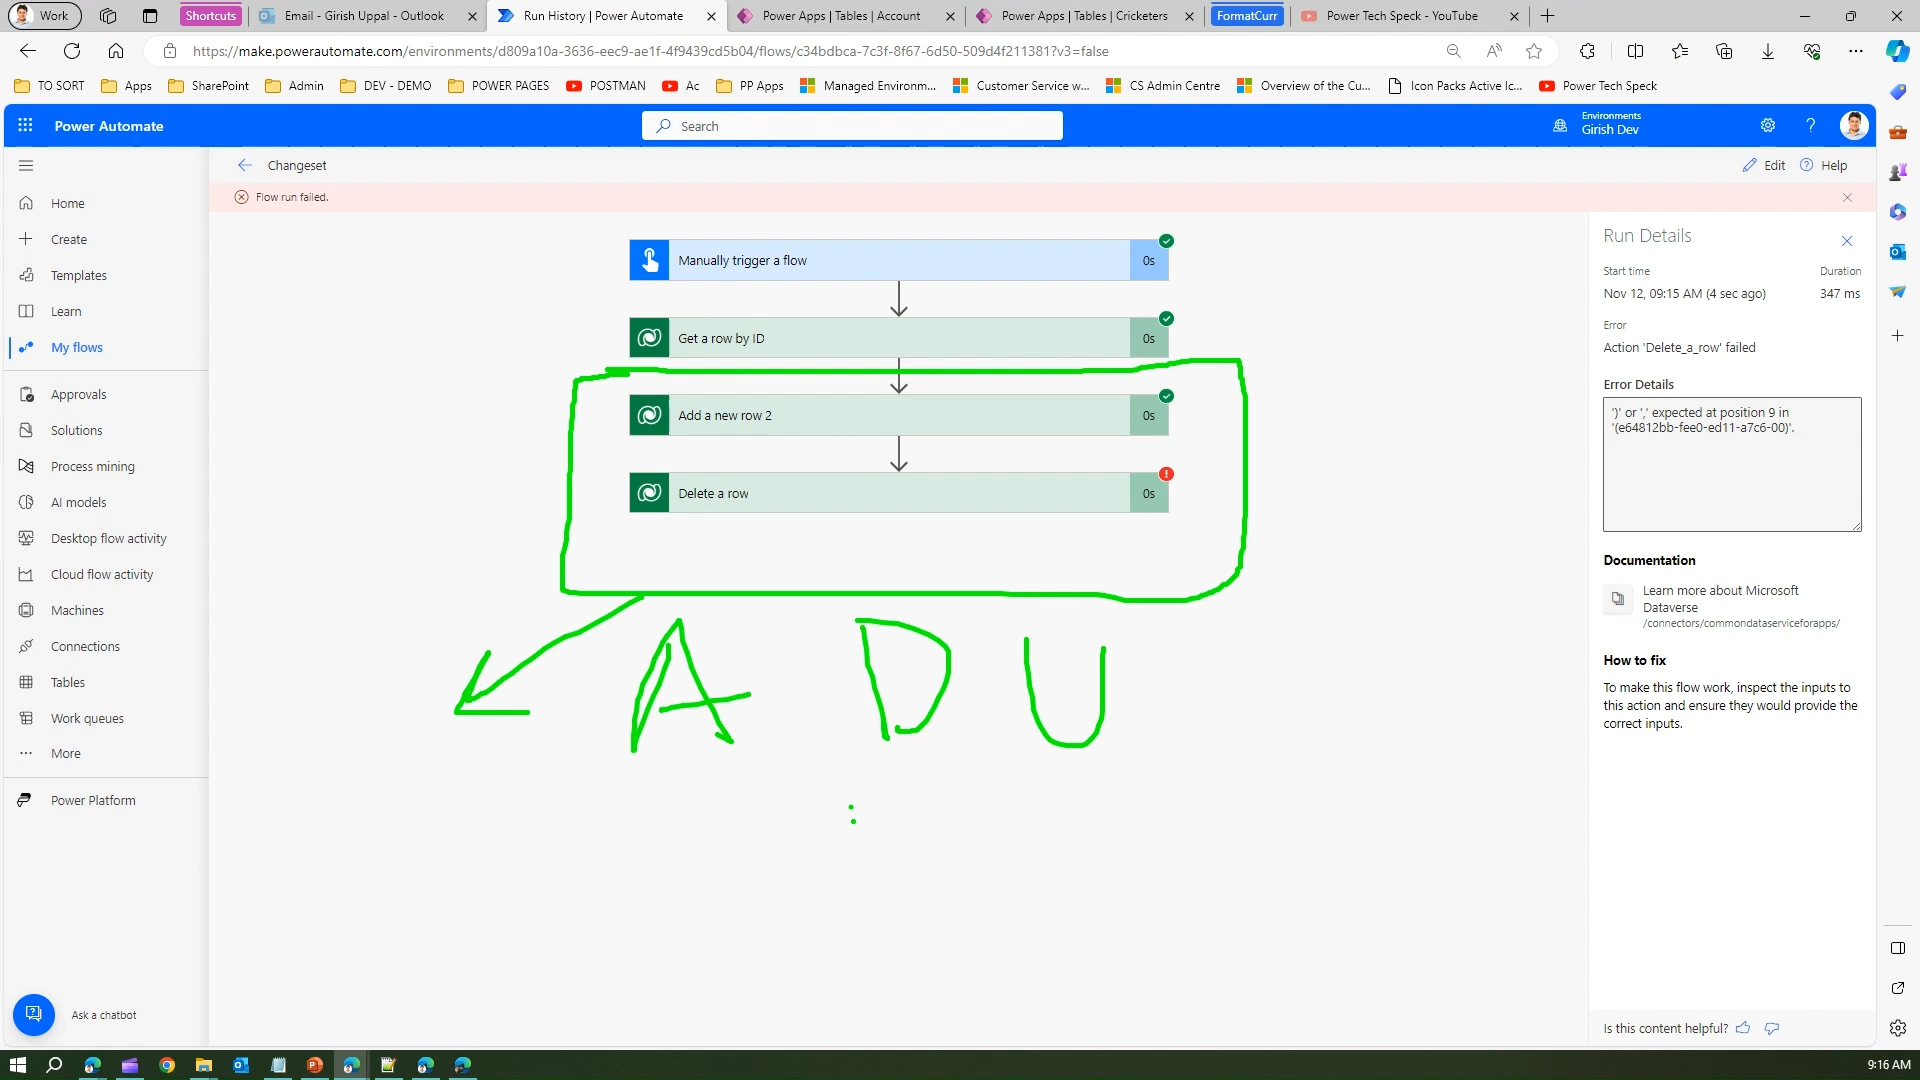 Work
Shortcuts
Email - Girish Uppal - Outlook
Run History | Power Automate
Power Apps | Tables | Account
Power Apps | Tables | Cricketers
FormatCurr
Power Tech Speck - YouTube
https://make.powerautomate.com/environments/d809a10a-3636-eec9-ae1f-4f9439cd5b04/flows/c34bdbca-7c3f-8f67-6d50-509d4f211381?v3=false
TO SORT
Apps
SharePoint
Admin
DEV - DEMO
POWER PAGES
POSTMAN
Ac
PP Apps
Managed Environm...
Customer Service w...
CS Admin Centre
Overview of the Cu...
Icon Packs Active Ic...
Power Tech Speck
Power Automate
Search
Environments
Girish Dev
Changeset
Edit
Help
Flow run failed.
Home
Create
Templates
Learn
My flows
Approvals
Solutions
Process mining
AI models
Desktop flow activity
Cloud flow activity
Machines
Connections
Tables
Work queues
More
Power Platform
Ask a chatbot
Manually trigger a flow
0s
Get a row by ID
0s
Add a new row 2
0s
Delete a row
0s
A D U
Run Details
Start time
Duration
Nov 12, 09:15 AM (4 sec ago)
347 ms
Error
Action 'Delete_a_row' failed
Error Details
')' or ',' expected at position 9 in
'(e64812bb-fee0-ed11-a7c6-00)'.
Documentation
Learn more about Microsoft
Dataverse
/connectors/commondataserviceforapps/
How to fix
To make this flow work, inspect the inputs to
this action and ensure they would provide the
correct inputs.
Is this content helpful?
9:16 AM